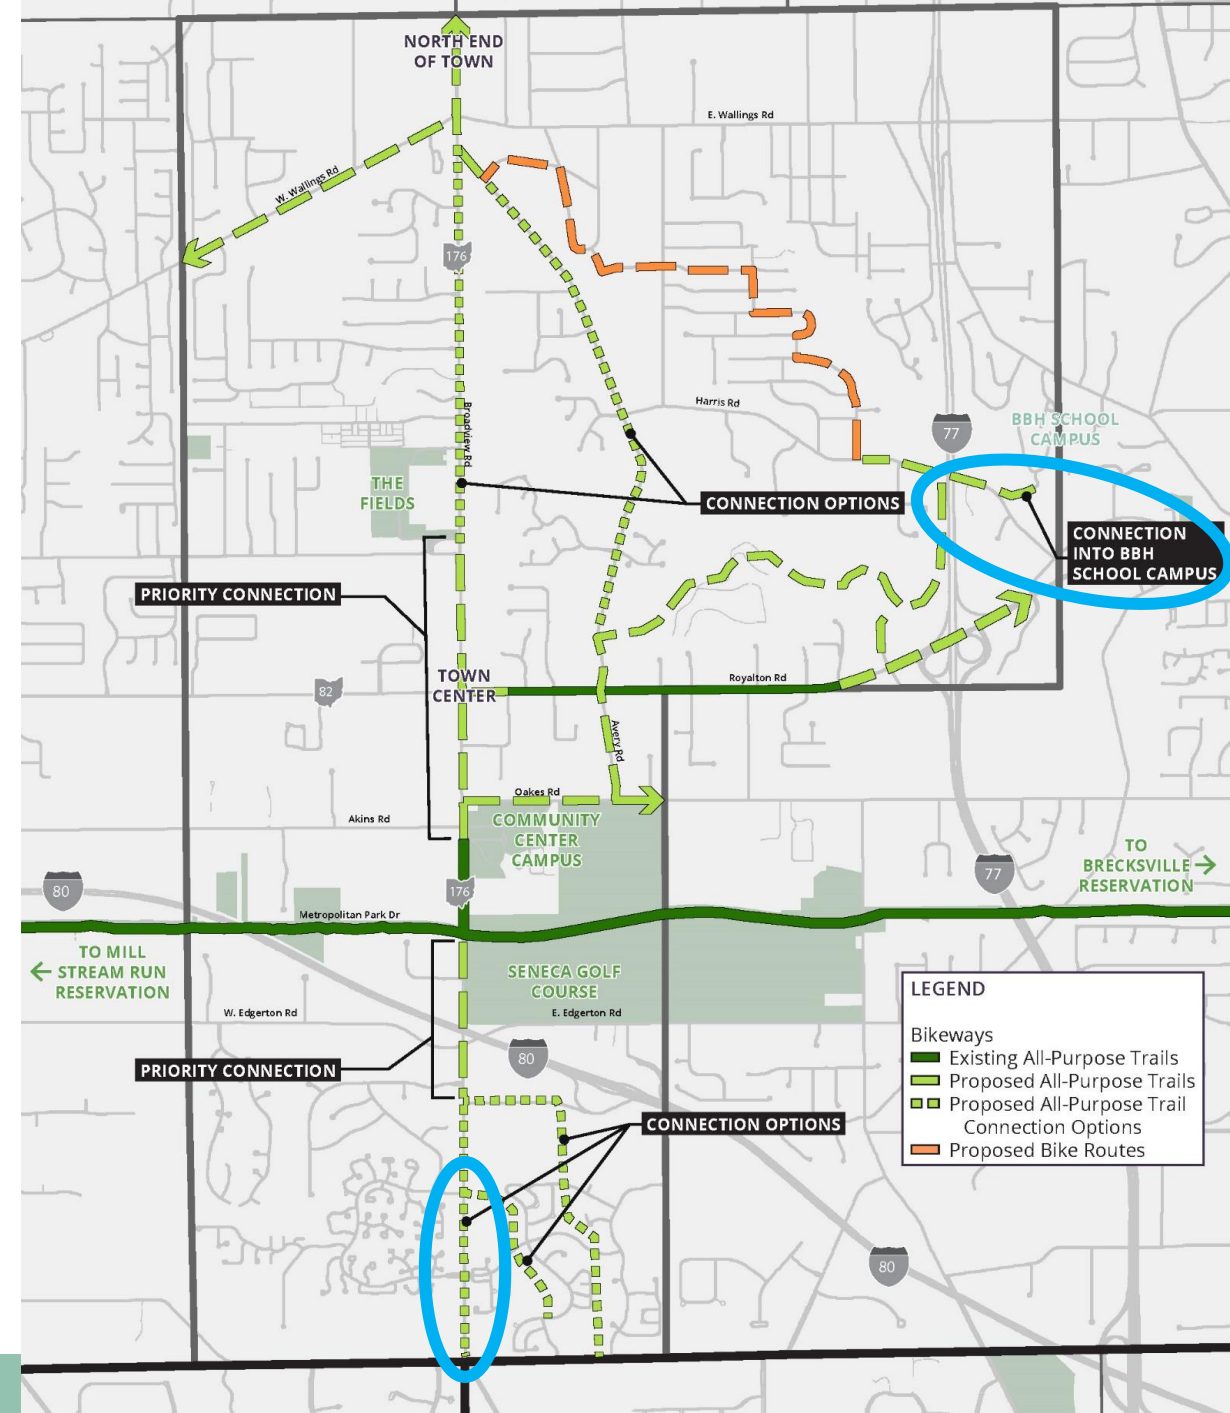 NORTH END
OF TOWN
E. Wallings Rd
W. Wallings Rd
176
Broadview Rd
Harris Rd
77
BBH SCHOOL
CAMPUS
THE
FIELDS
CONNECTION OPTIONS
CONNECTION
INTO BBH
SCHOOL CAMPUS
PRIORITY CONNECTION
82
TOWN
CENTER
Royalton Rd
Avery Rd
Oakes Rd
Akins Rd
COMMUNITY
CENTER
CAMPUS
TO
BRECKSVILLE →
RESERVATION
77
80
176
Metropolitan Park Dr
TO MILL
← STREAM RUN
RESERVATION
SENECA GOLF
COURSE
W. Edgerton Rd
E. Edgerton Rd
80
PRIORITY CONNECTION
CONNECTION OPTIONS
80
LEGEND
Bikeways
Existing All-Purpose Trails
Proposed All-Purpose Trails
Proposed All-Purpose Trail
Connection Options
Proposed Bike Routes